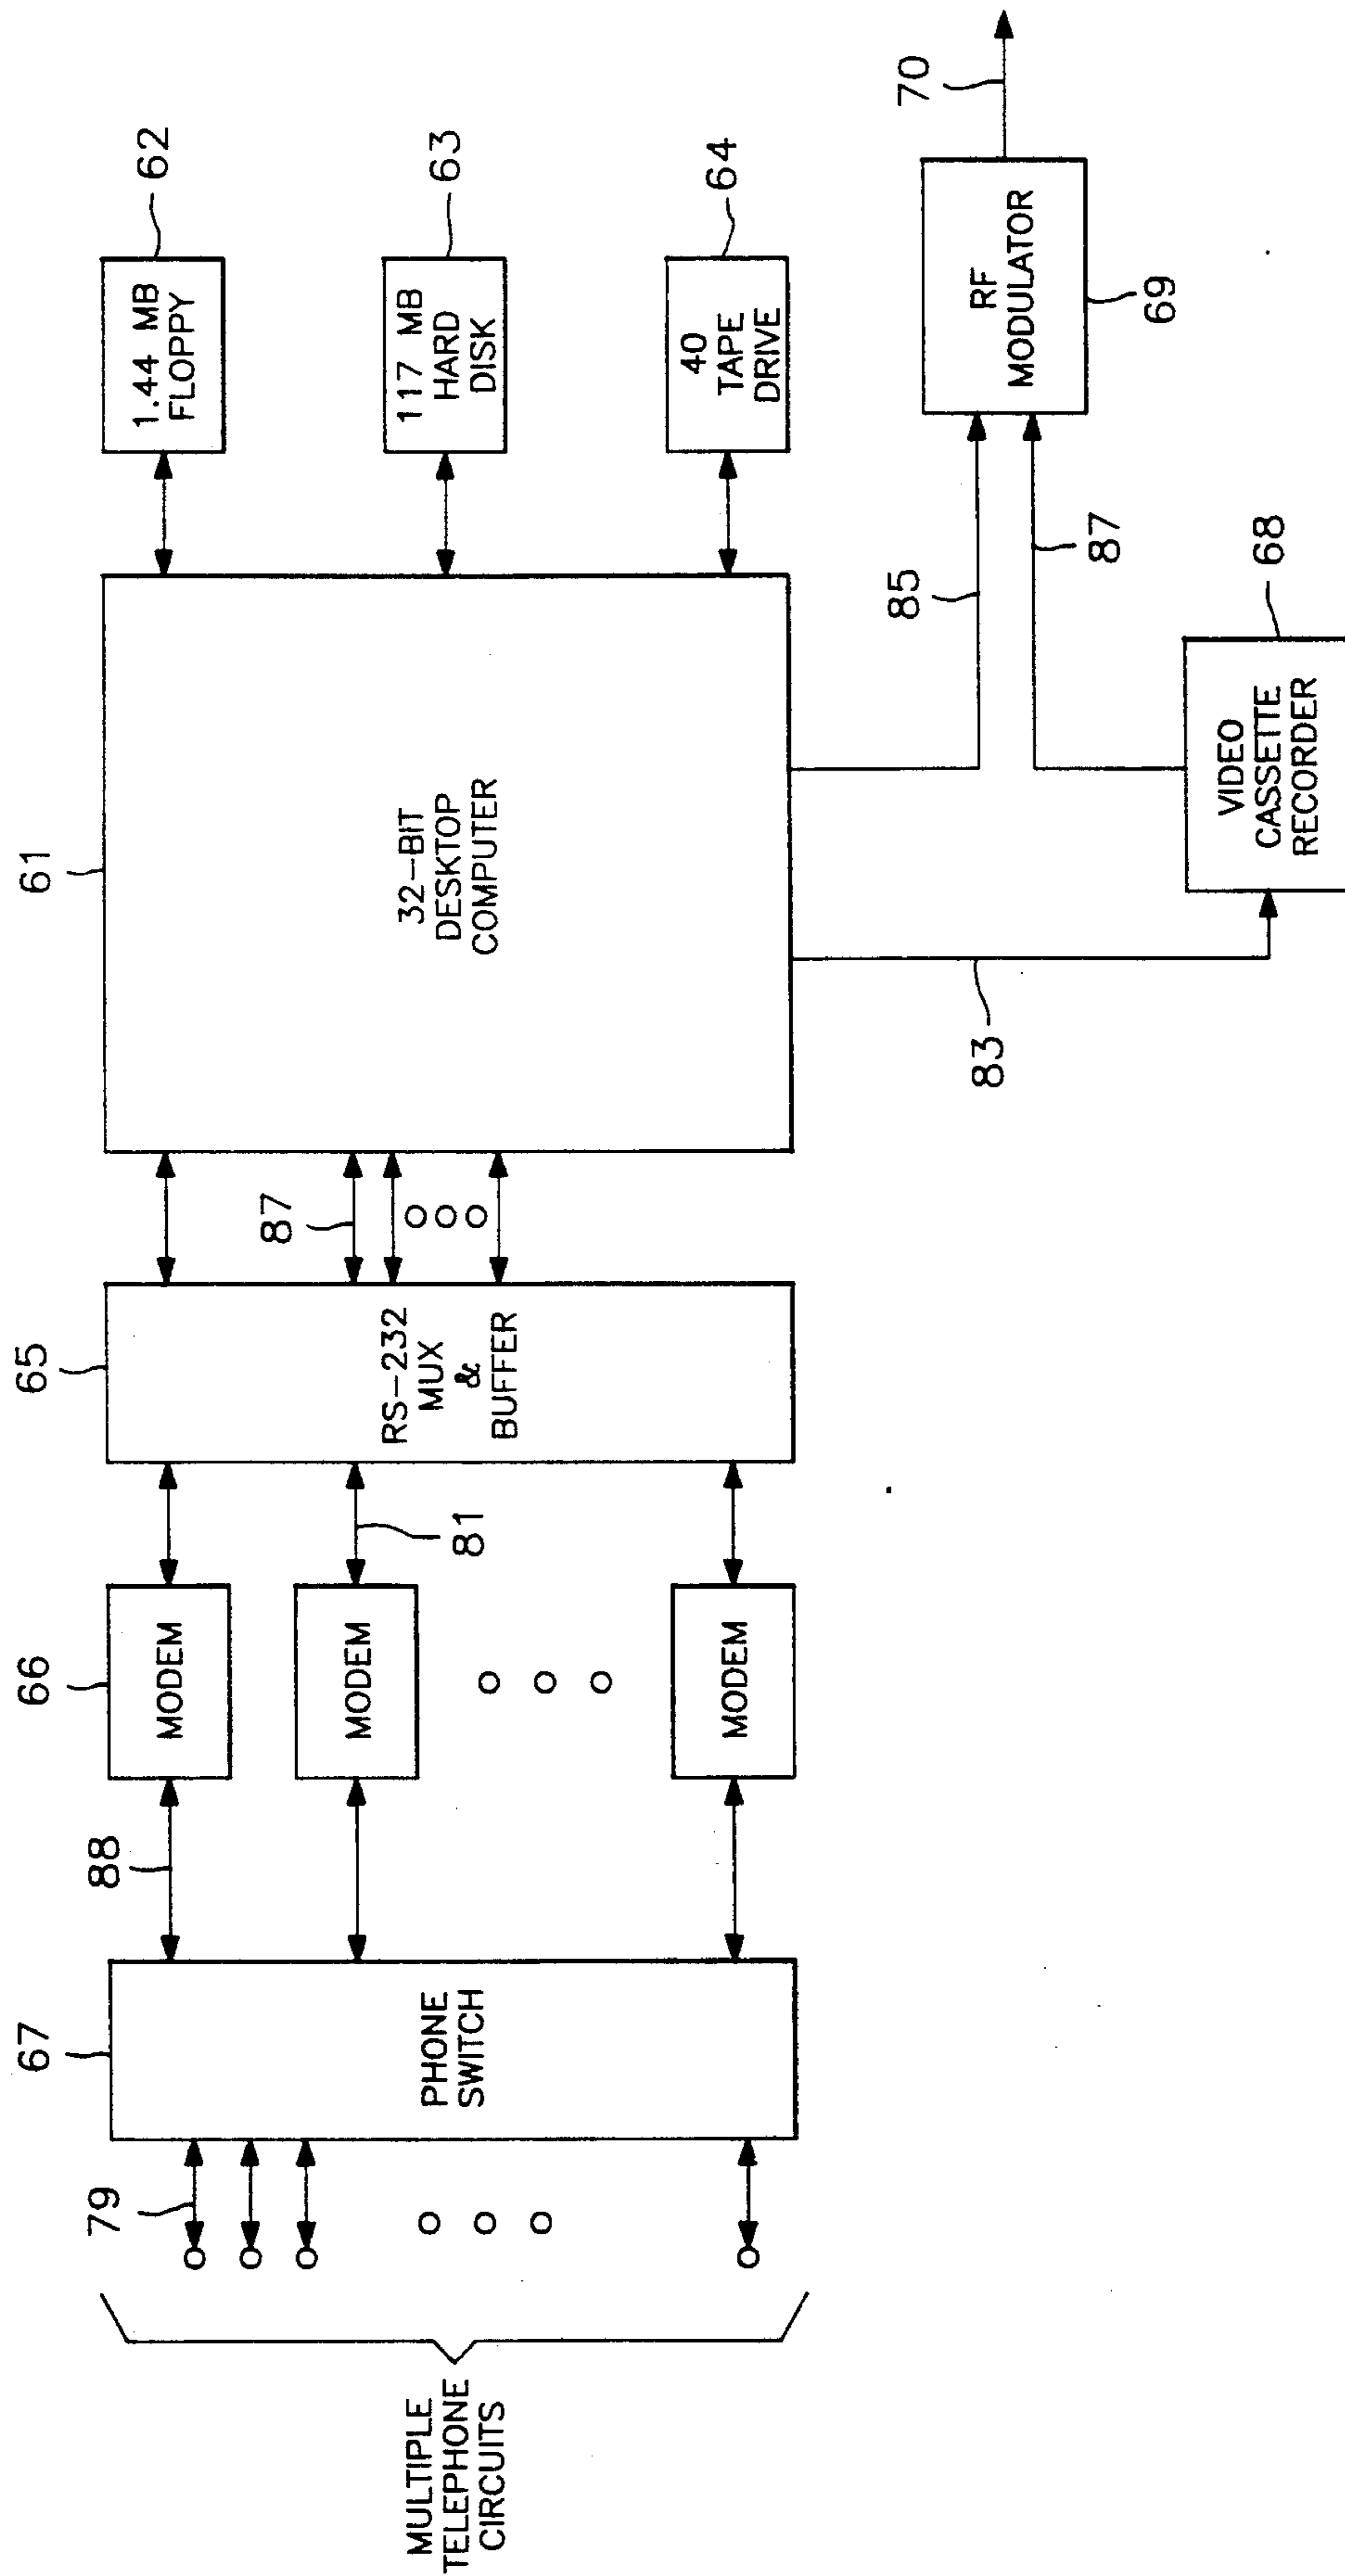 MULTIPLE
TELEPHONE
CIRCUITS
79
67
PHONE
SWITCH
88
66
MODEM
MODEM
MODEM
81
65
RS-232
MUX
&
BUFFER
87
61
32-BIT
DESKTOP
COMPUTER
62
1.44 MB
FLOPPY
63
117 MB
HARD
DISK
64
40
TAPE
DRIVE
83
85
87
68
VIDEO
CASSETTE
RECORDER
RF
MODULATOR
69
70